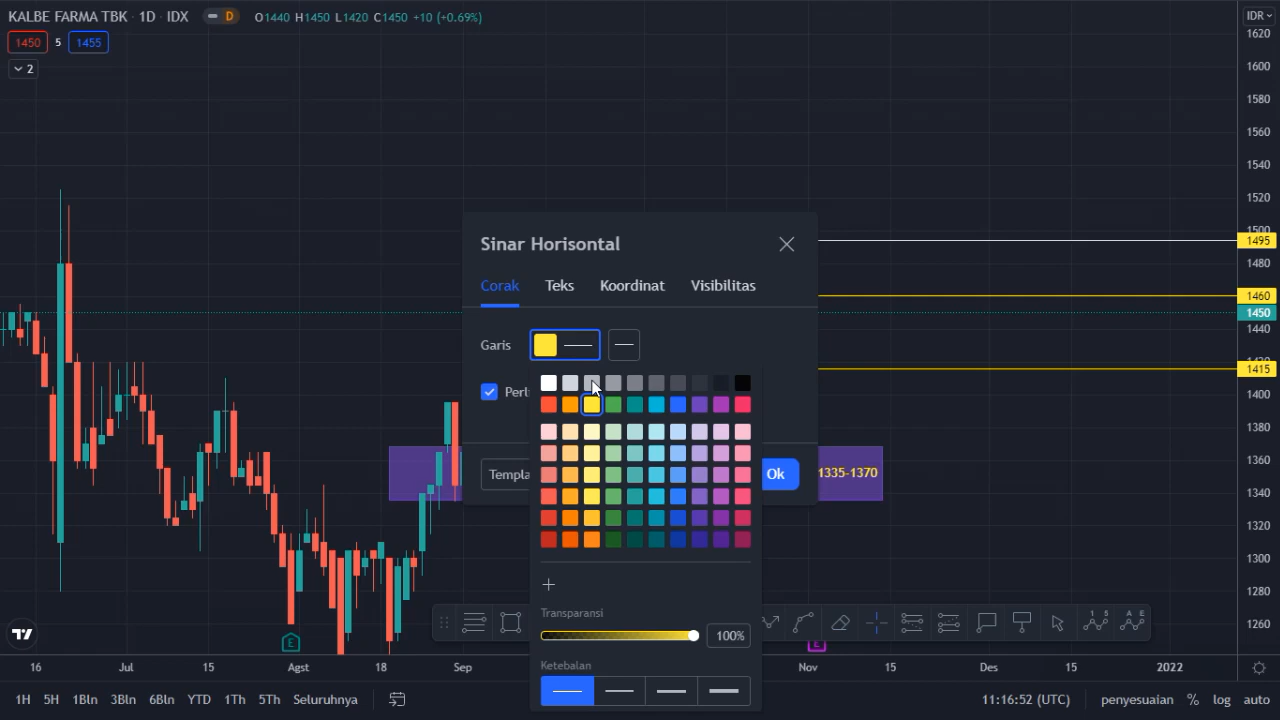 KALBE FARMA TBK · 1D · IDX D O1440 H1450 L1420 C1450 +10 (+0.69%) IDR
1450 5 1455
2
1620
1600
1580
1560
1540
1520
1500
1495
1480
1460
1450
1415
1400
1380
1360
1340
1320
1300
1280
1260
Sinar Horisontal
Corak Teks Koordinat Visibilitas
Garis
Perl
Templa
Ok
1335-1370
Transparansi
100%
Ketebalan
1 5
A E
E
E
16 Jul 15 Agst 18 Sep Nov 15 Des 15 2022
1H 5H 1Bln 3Bln 6Bln YTD 1Th 5Th Seluruhnya 11:16:52 (UTC) penyesuaian % log auto